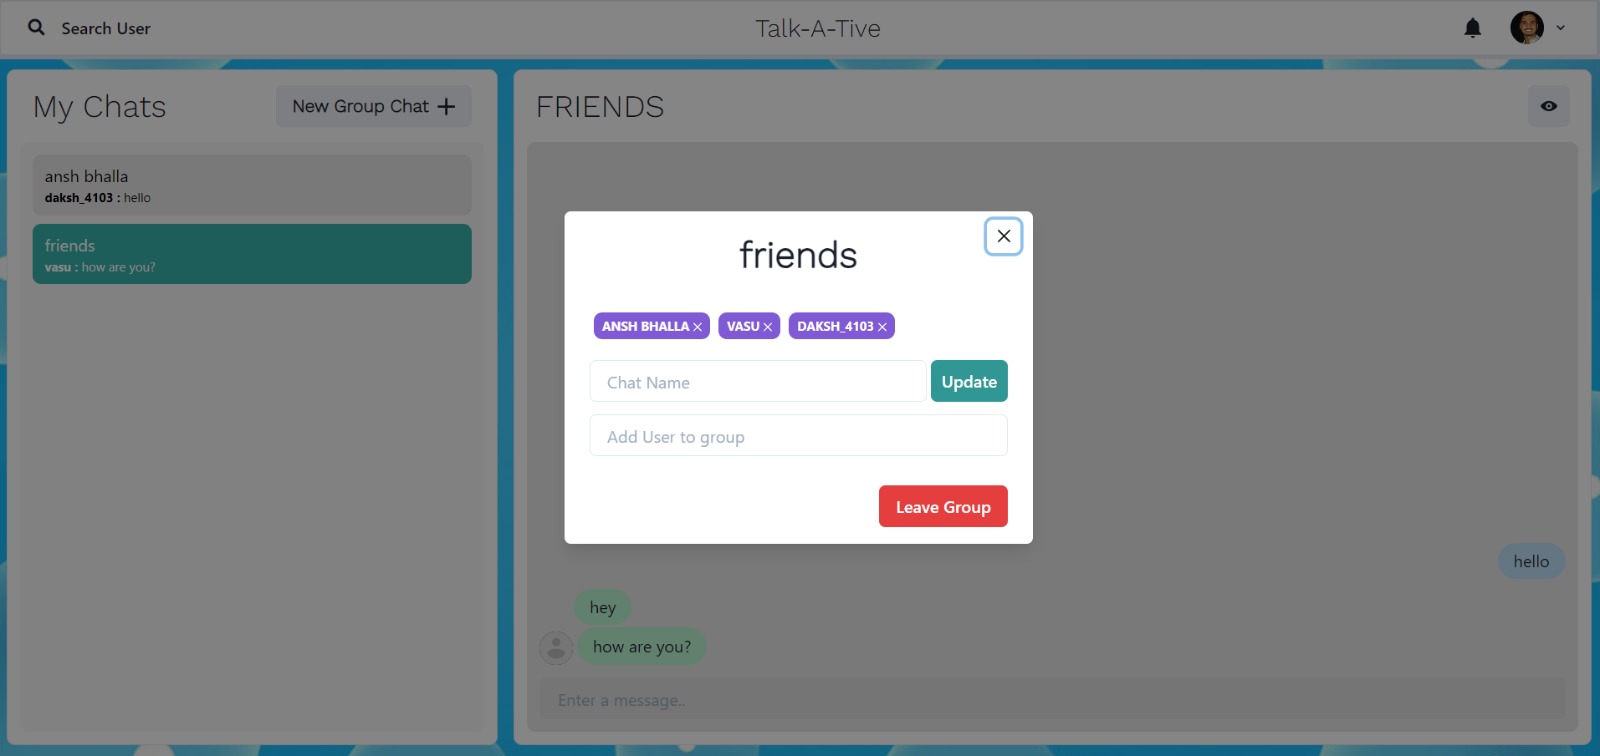 Search User
Talk-A-Tive
My Chats
New Group Chat
ansh bhalla
daksh_4103 : hello
friends
vasu : how are you?
FRIENDS
friends
ANSH BHALLA
VASU
DAKSH_4103
Chat Name
Update
Add User to group
Leave Group
hello
hey
how are you?
Enter a message..